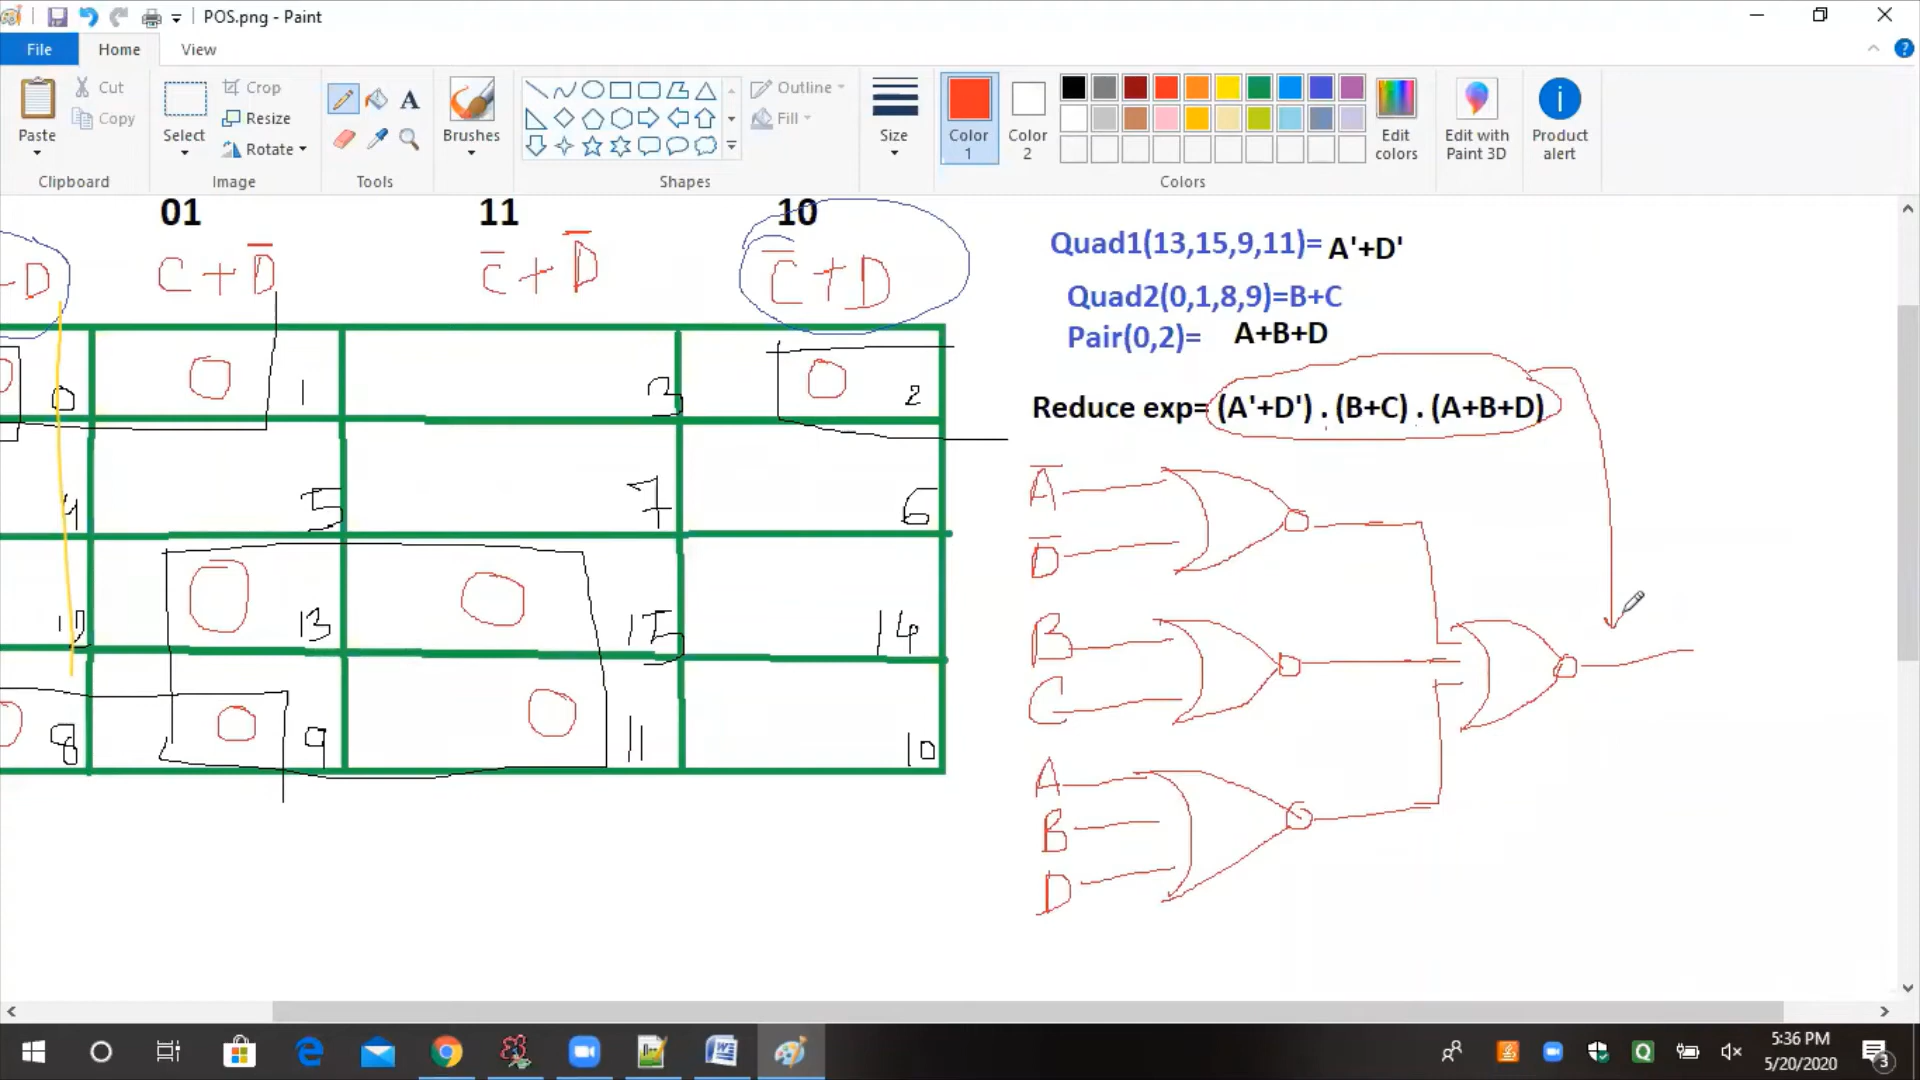 POS.png - Paint
File Home View
Paste
Cut
Copy
Clipboard
Select
Crop
Resize
Rotate
Image
A
Tools
Brushes
Shapes
Outline
Fill
Size
Color 1
Color 2
Edit colors
Colors
Edit with Paint 3D
Product alert
i
?
01 11 10
D C + D̅ C̅ + D̅ C̅ + D
0 1 3 2
4 5 7 6
13 15 14
8 9 11 10
Quad1(13,15,9,11)= A'+D'
Quad2(0,1,8,9)=B+C
Pair(0,2)= A+B+D
Reduce exp= (A'+D') . (B+C) . (A+B+D)
A̅
D̅
B
C
A
B
D
5:36 PM
5/20/2020
3